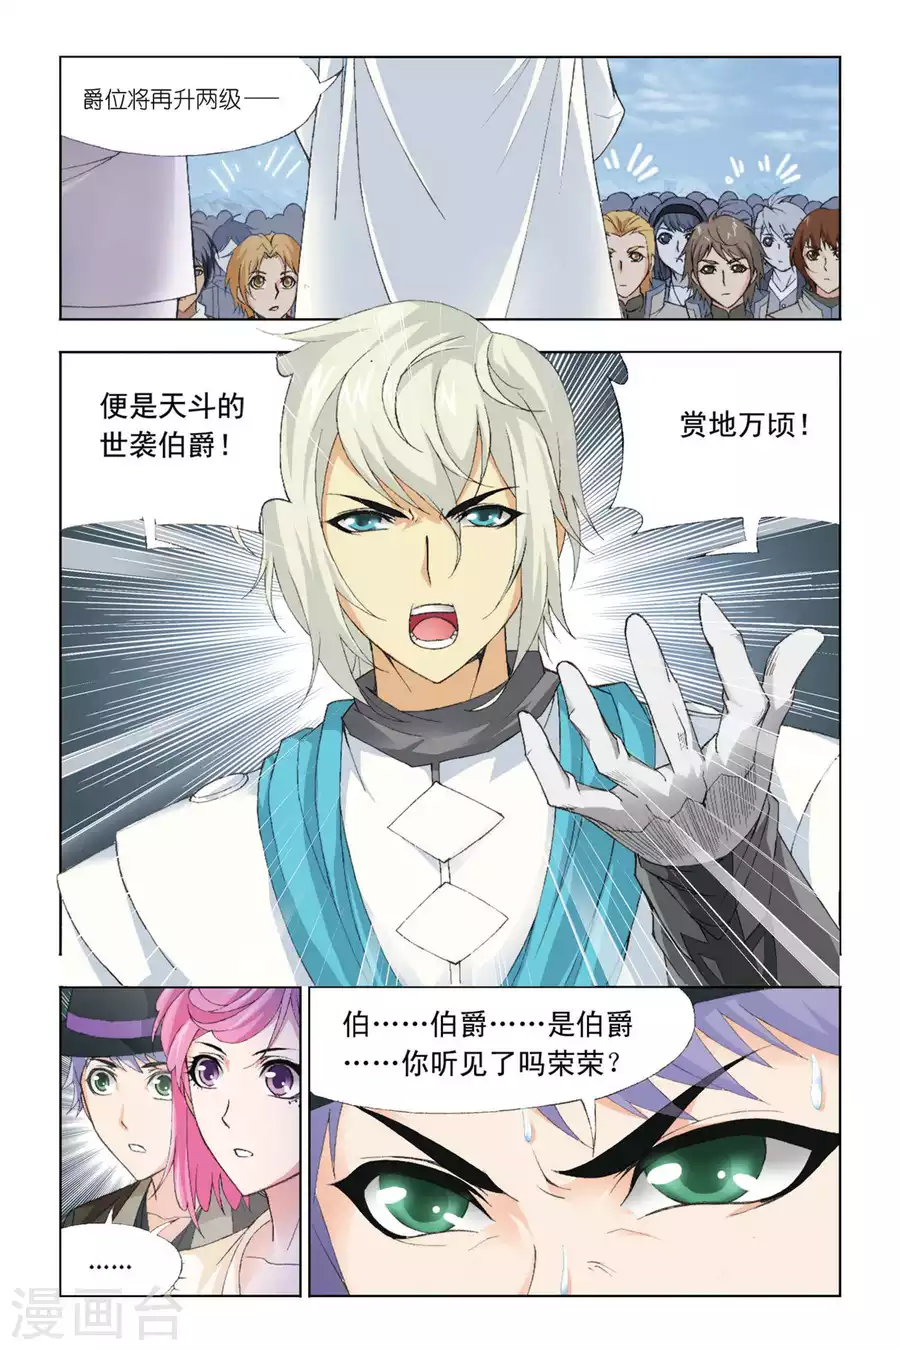 爵位将再升两级——
便是天斗的
世袭伯爵！
赏地万顷！
……
伯……伯爵……是伯爵
……你听见了吗荣荣？
漫画台